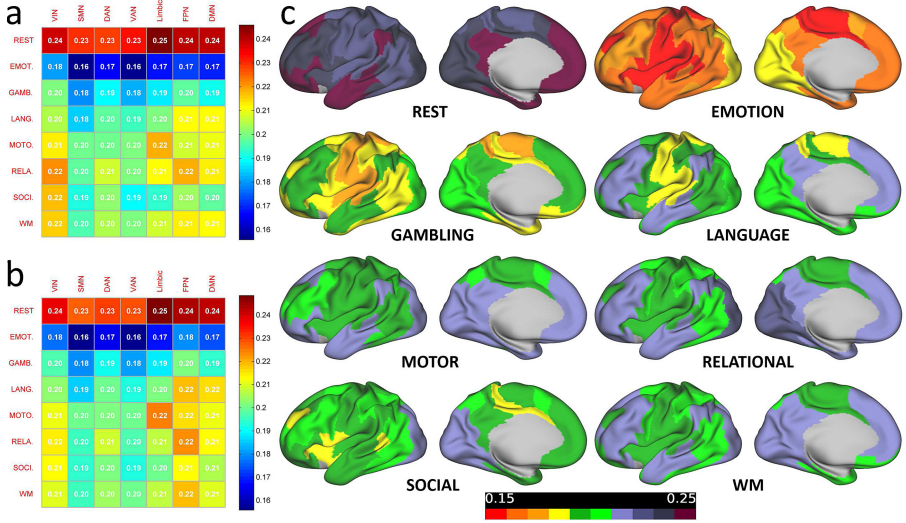 a
VIN SMN DAN VAN Limbic FPN DMN
REST 0.24 0.23 0.23 0.23 0.25 0.24 0.24
EMOT. 0.18 0.16 0.17 0.16 0.17 0.17 0.17
GAMB. 0.20 0.18 0.19 0.18 0.19 0.20 0.19
LANG. 0.20 0.18 0.20 0.19 0.20 0.21 0.21
MOTO. 0.21 0.20 0.20 0.20 0.22 0.21 0.21
RELA. 0.22 0.20 0.21 0.20 0.21 0.22 0.21
SOCI. 0.22 0.19 0.20 0.19 0.19 0.20 0.20
WM 0.22 0.20 0.20 0.20 0.21 0.21 0.21
0.24
0.23
0.22
0.21
0.2
0.19
0.18
0.17
0.16
b
VIN SMN DAN VAN Limbic FPN DMN
REST 0.24 0.23 0.23 0.23 0.25 0.24 0.24
EMOT. 0.18 0.16 0.17 0.16 0.17 0.18 0.17
GAMB. 0.20 0.18 0.19 0.18 0.19 0.20 0.19
LANG. 0.20 0.19 0.20 0.19 0.20 0.22 0.22
MOTO. 0.21 0.20 0.20 0.20 0.22 0.21 0.21
RELA. 0.22 0.20 0.21 0.20 0.21 0.22 0.21
SOCI. 0.21 0.19 0.20 0.19 0.20 0.21 0.21
WM 0.21 0.20 0.20 0.20 0.21 0.22 0.21
0.24
0.23
0.22
0.21
0.2
0.19
0.18
0.17
0.16
c
REST
EMOTION
GAMBLING
LANGUAGE
MOTOR
RELATIONAL
SOCIAL
WM
0.15 0.25